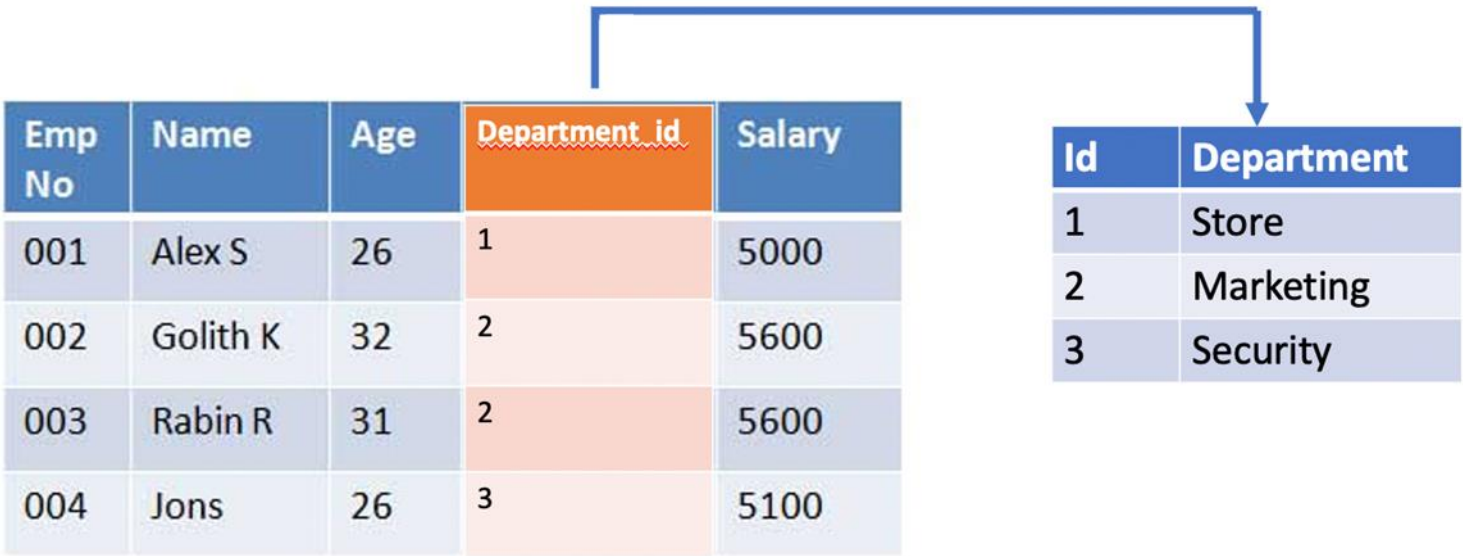 Emp No Name Age Department_id Salary
001 Alex S 26 1 5000
002 Golith K 32 2 5600
003 Rabin R 31 2 5600
004 Jons 26 3 5100
Id Department
1 Store
2 Marketing
3 Security